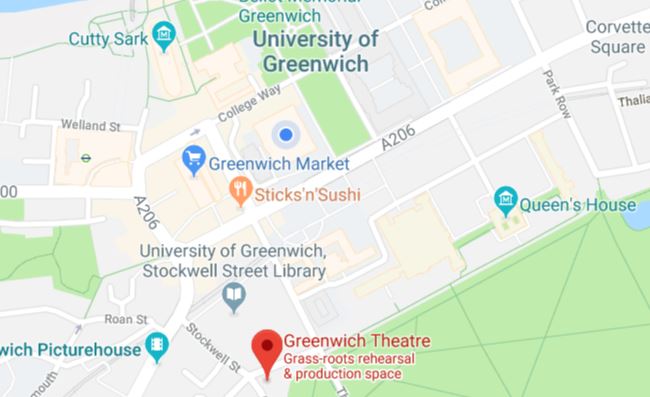 Greenwich
Cutty Sark
University of
Greenwich
Corvette
Square
Park Row
College Way
Welland St
A206
Greenwich Market
Sticks'n'Sushi
00
A206
Queen's House
University of Greenwich,
Stockwell Street Library
Roan St
Stockwell St
wich Picturehouse
Greenwich Theatre
Grass-roots rehearsal
& production space
mouth